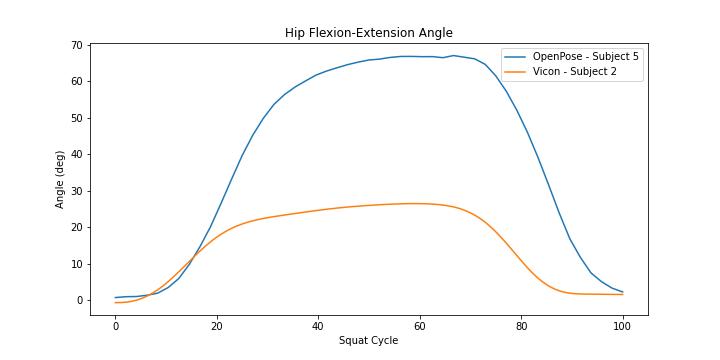 Hip Flexion-Extension Angle
OpenPose - Subject 5
Vicon - Subject 2
Angle (deg)
70
60
50
40
30
20
10
0
0 20 40 60 80 100
Squat Cycle